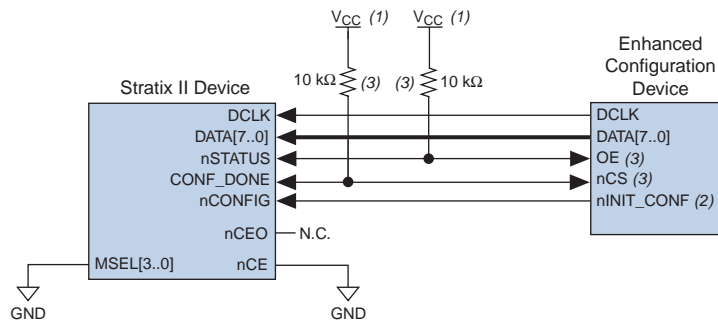 VCC (1) VCC (1)
Enhanced
Configuration
Device
10 kΩ (3) (3) 10 kΩ
Stratix II Device
DCLK DCLK
DATA[7..0] DATA[7..0]
nSTATUS OE (3)
CONF_DONE nCS (3)
nCONFIG nINIT_CONF (2)
nCEO N.C.
MSEL[3..0] nCE
GND GND